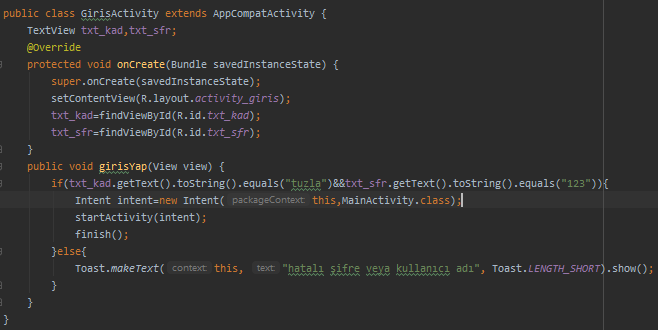 public class GirisActivity extends AppCompatActivity {
TextView txt_kad,txt_sfr;
@Override
protected void onCreate(Bundle savedInstanceState) {
super.onCreate(savedInstanceState);
setContentView(R.layout.activity_giris);
txt_kad=findViewById(R.id.txt_kad);
txt_sfr=findViewById(R.id.txt_sfr);
}
public void girisYap(View view) {
if(txt_kad.getText().toString().equals("tuzla")&&txt_sfr.getText().toString().equals("123")){
Intent intent=new Intent( packageContext: this,MainActivity.class);
startActivity(intent);
finish();
}else{
Toast.makeText( context: this, text: "hatalı şifre veya kullanıcı adı", Toast.LENGTH_SHORT).show();
}
}
}